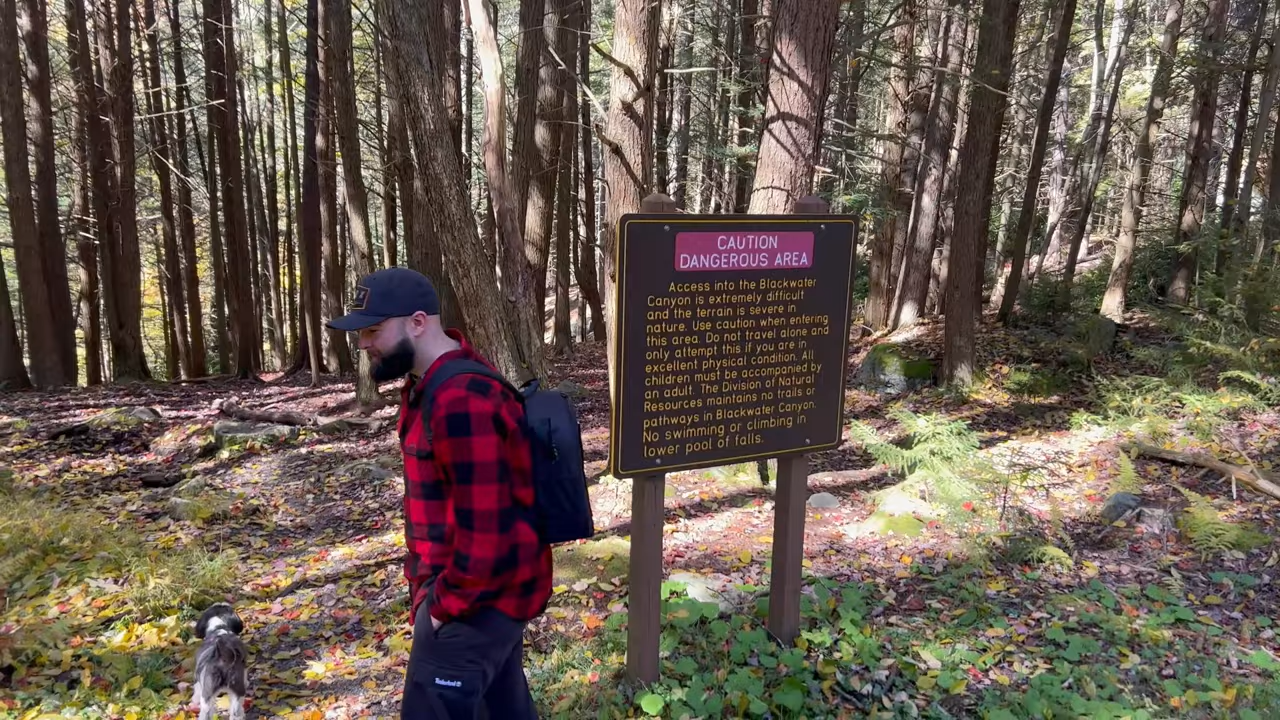 CAUTION
DANGEROUS AREA
Access into the Blackwater
Canyon is extremely difficult
and the terrain is severe in
nature. Use caution when entering
this area. Do not travel alone and
only attempt this if you are in
excellent physical condition. All
children must be accompanied by
an adult. The Division of Natural
Resources maintains no trails or
pathways in Blackwater Canyon.
No swimming or climbing in
lower pool of falls.
Timberland